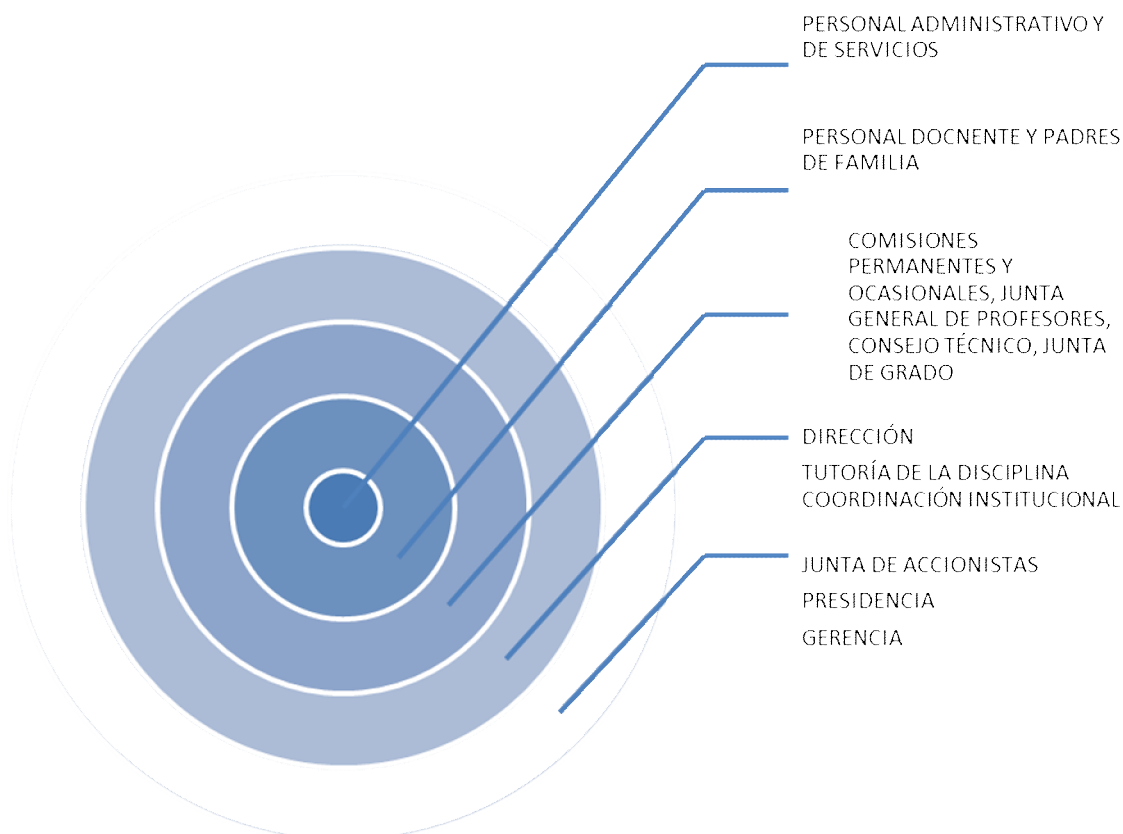 PERSONAL ADMINISTRATIVO Y
DE SERVICIOS
PERSONAL DOCNENTE Y PADRES
DE FAMILIA
COMISIONES
PERMANENTES Y
OCASIONALES, JUNTA
GENERAL DE PROFESORES,
CONSEJO TÉCNICO, JUNTA
DE GRADO
DIRECCIÓN
TUTORÍA DE LA DISCIPLINA
COORDINACIÓN INSTITUCIONAL
JUNTA DE ACCIONISTAS
PRESIDENCIA
GERENCIA